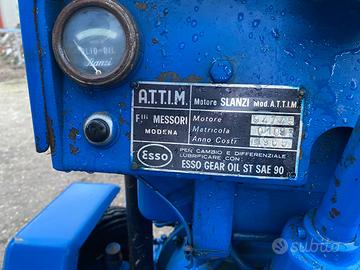 OLIO-OIL
Slanzi
A.T.T.I.M.
Motore SLANZI Mod. A.T.T.I.M.
F.lli MESSORI
MODENA
Motore
Matricola
Anno Costr.
Esso
PER CAMBIO E DIFFERENZIALE
LUBRIFICARE CON:
ESSO GEAR OIL ST SAE 90
subito